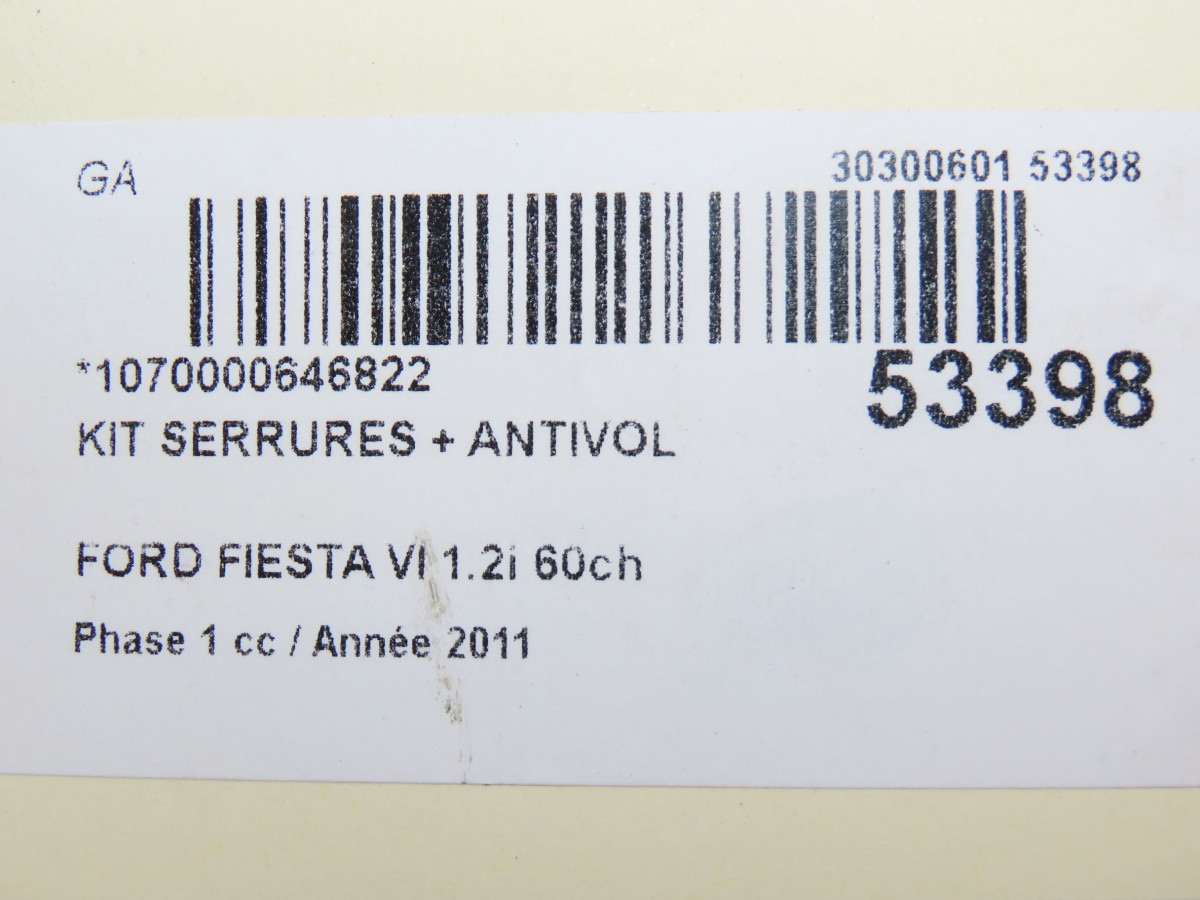 GA
30300601 53398
*1070000646822
53398
KIT SERRURES + ANTIVOL
FORD FIESTA VI 1.2i 60ch
Phase 1 cc / Année 2011